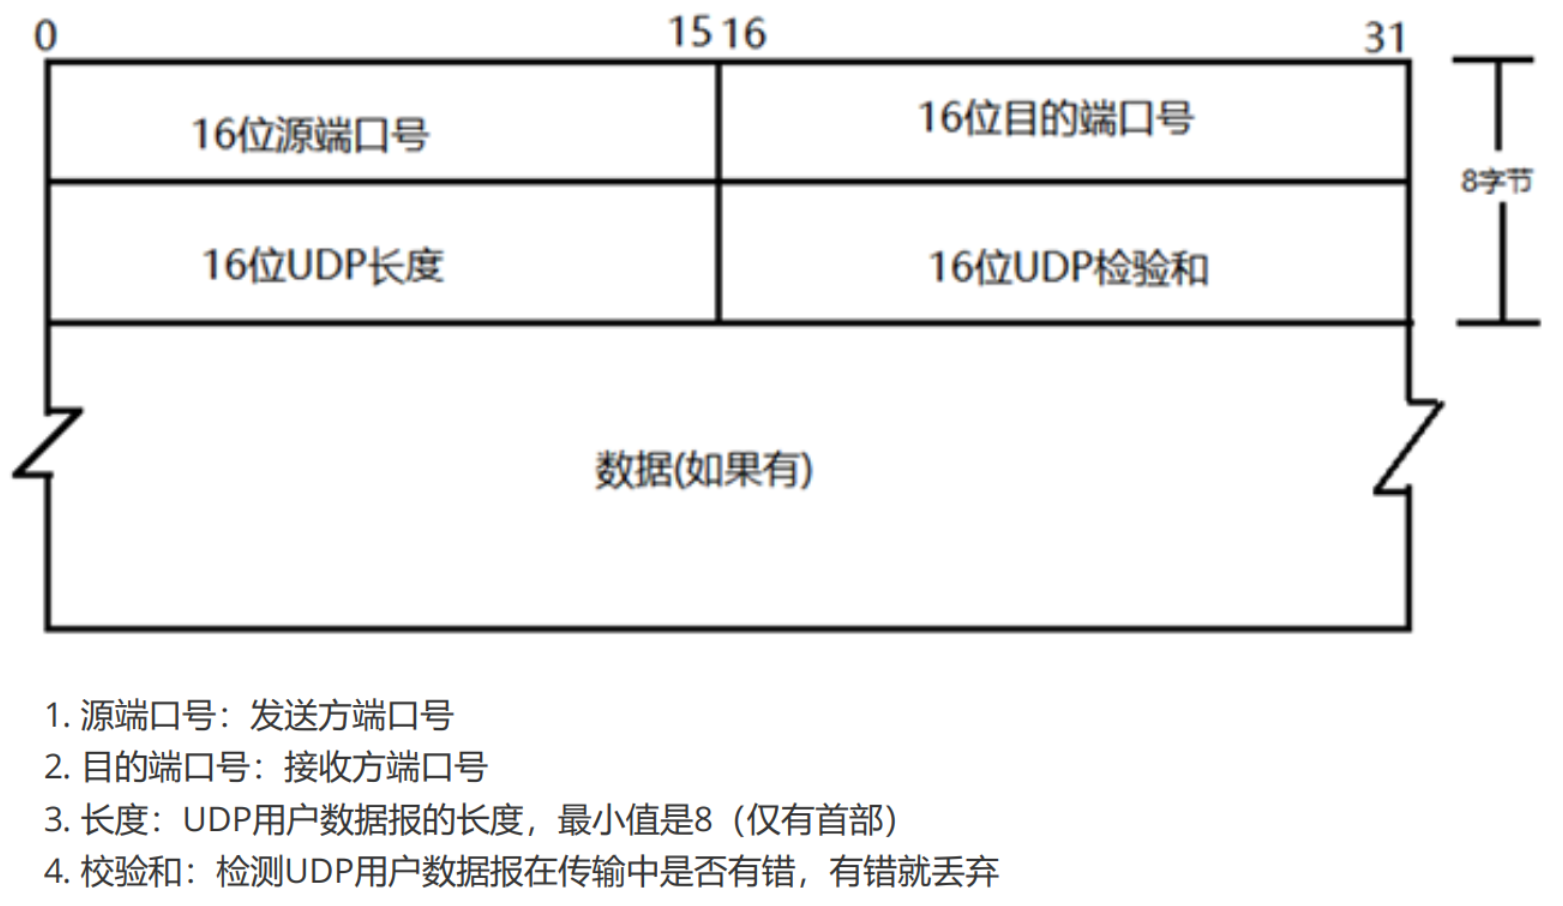 0 15 16 31
16位源端口号 16位目的端口号
8字节
16位UDP长度 16位UDP检验和
数据(如果有)
1. 源端口号：发送方端口号
2. 目的端口号：接收方端口号
3. 长度：UDP用户数据报的长度，最小值是8（仅有首部）
4. 校验和：检测UDP用户数据报在传输中是否有错，有错就丢弃